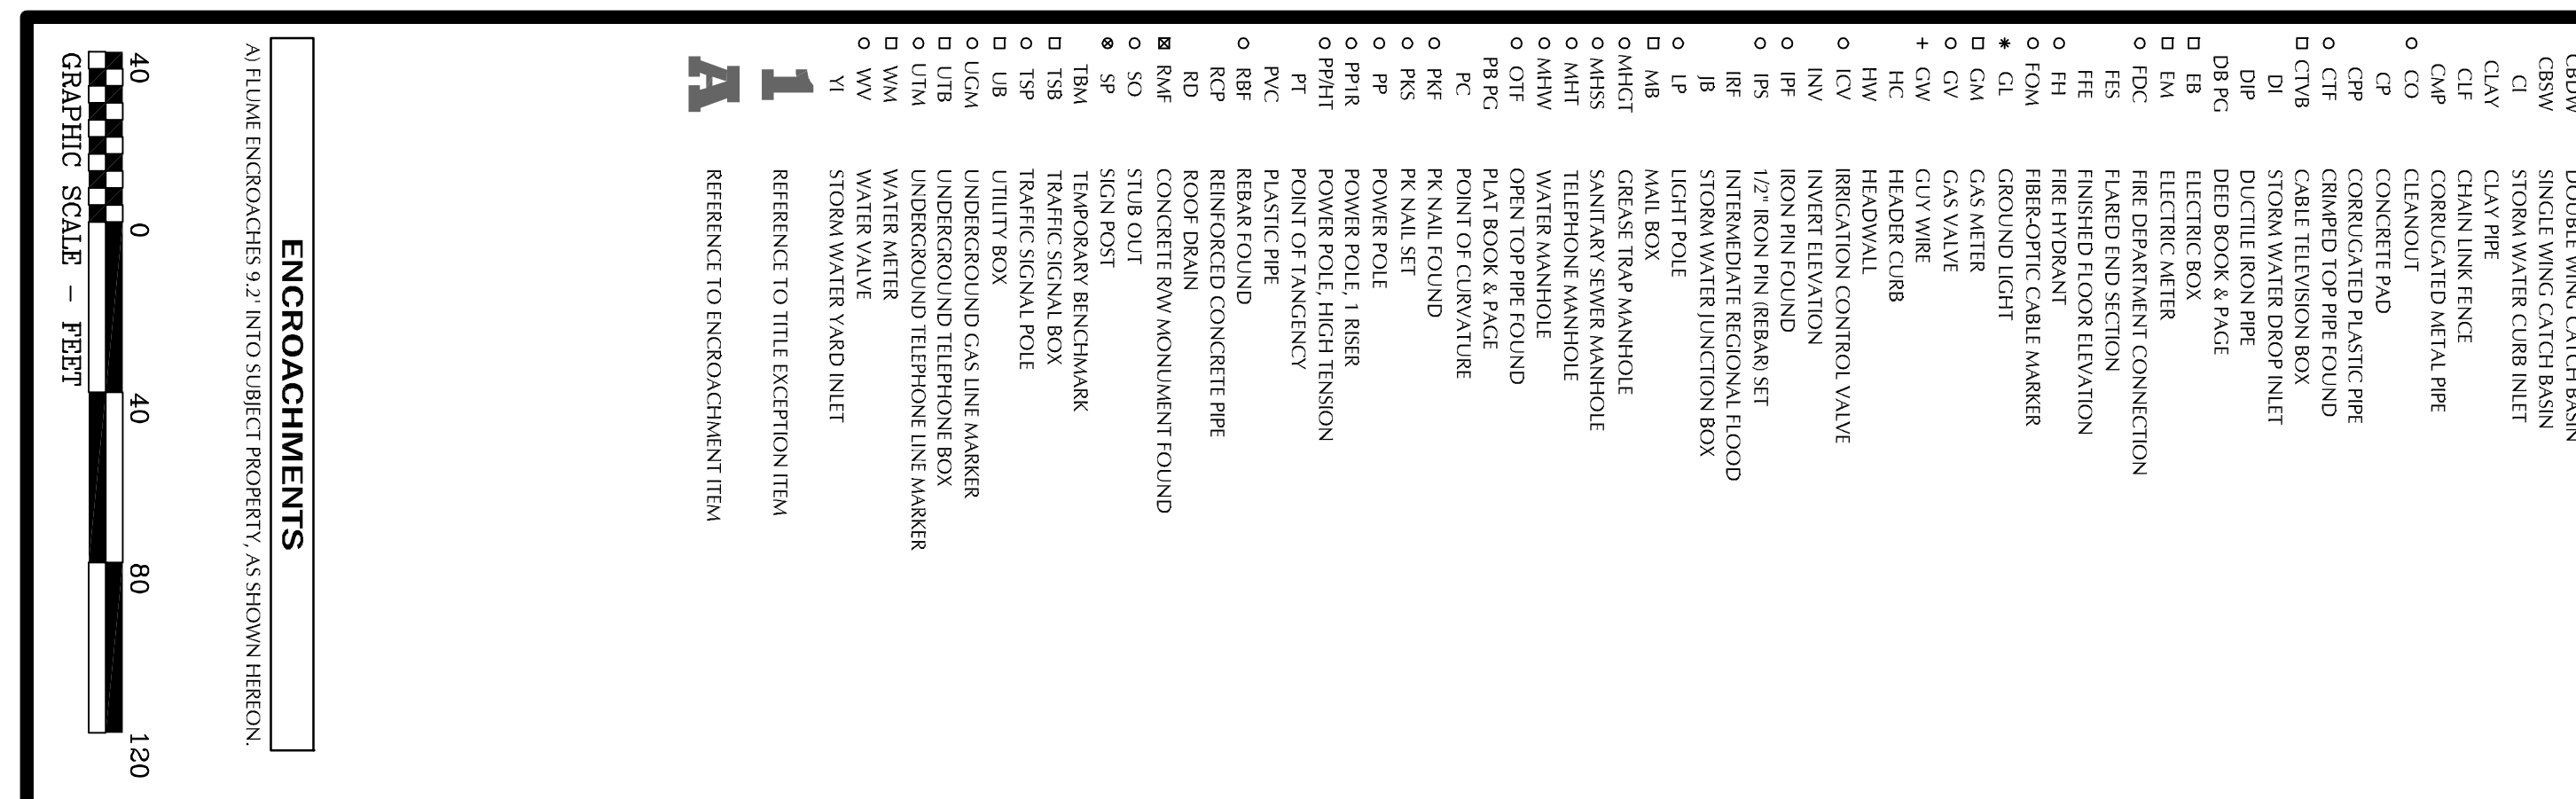 CBDW DOUBLE WING CATCH BASIN
CBSW SINGLE WING CATCH BASIN
CI STORM WATER CURB INLET
CLAY CLAY PIPE
CLF CHAIN LINK FENCE
CMP CORRUGATED METAL PIPE
CO CLEANOUT
CP CONCRETE PAD
CPP CORRUGATED PLASTIC PIPE
CTF CRIMPED TOP PIPE FOUND
CTVB CABLE TELEVISION BOX
DI STORM WATER DROP INLET
DIP DUCTILE IRON PIPE
DB PG DEED BOOK & PAGE
EB ELECTRIC BOX
EM ELECTRIC METER
FDC FIRE DEPARTMENT CONNECTION
FES FLARED END SECTION
FFE FINISHED FLOOR ELEVATION
FH FIRE HYDRANT
FOM FIBER-OPTIC CABLE MARKER
GL GROUND LIGHT
GM GAS METER
GV GAS VALVE
GW GUY WIRE
HC HEADER CURB
HW HEADWALL
ICV IRRIGATION CONTROL VALVE
INV INVERT ELEVATION
IPF IRON PIN FOUND
IPS 1/2" IRON PIN (REBAR) SET
IRF INTERMEDIATE REGIONAL FLOOD
JB STORM WATER JUNCTION BOX
LP LIGHT POLE
MB MAIL BOX
MHGT GREASE TRAP MANHOLE
MHSS SANITARY SEWER MANHOLE
MHT TELEPHONE MANHOLE
MHW WATER MANHOLE
OTF OPEN TOP PIPE FOUND
PB PG PLAT BOOK & PAGE
PC POINT OF CURVATURE
PKF PK NAIL FOUND
PKS PK NAIL SET
PP POWER POLE
PP1R POWER POLE, 1 RISER
PP/HT POWER POLE, HIGH TENSION
PT POINT OF TANGENCY
PVC PLASTIC PIPE
RBF REBAR FOUND
RCP REINFORCED CONCRETE PIPE
RD ROOF DRAIN
RMF CONCRETE R/W MONUMENT FOUND
SO STUB OUT
SP SIGN POST
TBM TEMPORARY BENCHMARK
TSB TRAFFIC SIGNAL BOX
TSP TRAFFIC SIGNAL POLE
UB UTILITY BOX
UGM UNDERGROUND GAS LINE MARKER
UTB UNDERGROUND TELEPHONE BOX
UTM UNDERGROUND TELEPHONE LINE MARKER
WM WATER METER
WV WATER VALVE
YI STORM WATER YARD INLET
1 REFERENCE TO TITLE EXCEPTION ITEM
A REFERENCE TO ENCROACHMENT ITEM
ENCROACHMENTS
A) FLUME ENCROACHES 9.2' INTO SUBJECT PROPERTY, AS SHOWN HEREON.
40 0 40 80 120
GRAPHIC SCALE - FEET